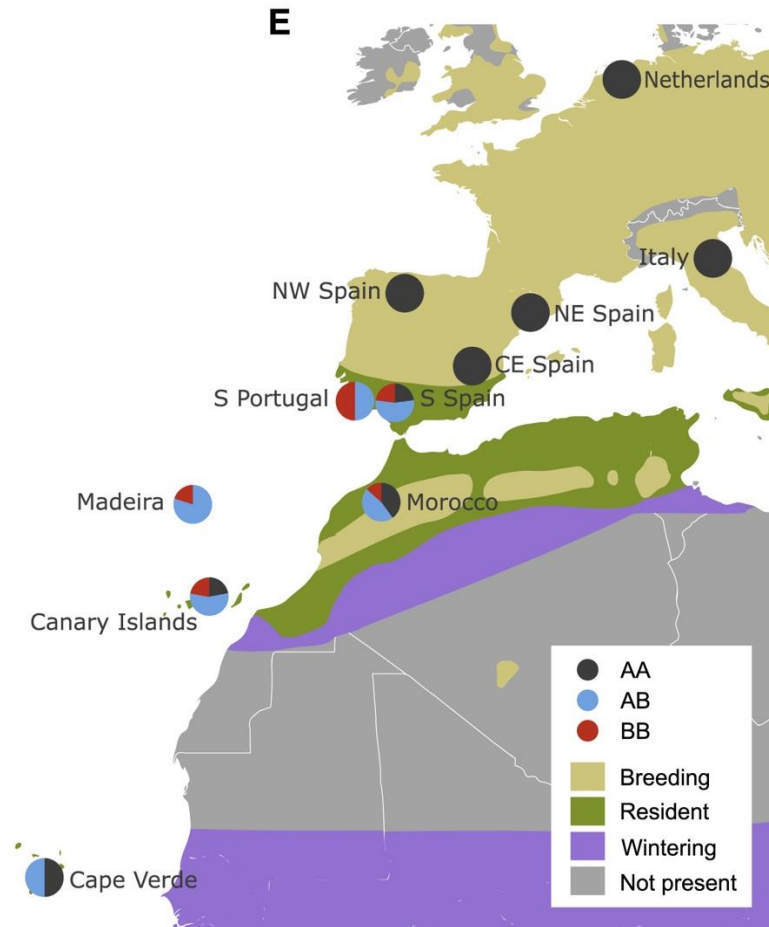 E
Netherlands
Italy
NW Spain
NE Spain
CE Spain
S Portugal
S Spain
Madeira
Morocco
Canary Islands
Cape Verde
AA
AB
BB
Breeding
Resident
Wintering
Not present